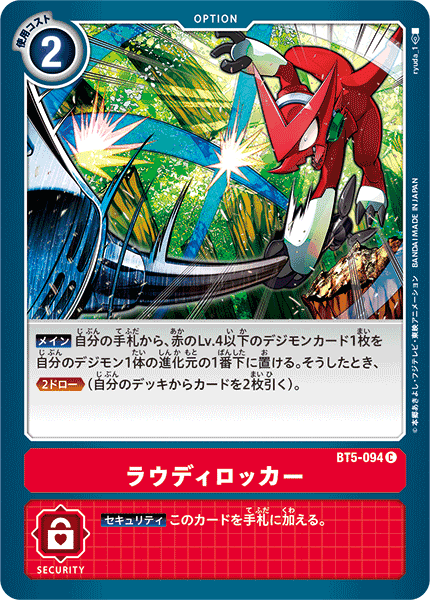 OPTION
使用コスト
2
ryuda_1
BANDAI MADE IN JAPAN
©本郷あきよし・フジテレビ・東映アニメーション
メイン 自分の手札から、赤のLv.4以下のデジモンカード1枚を
自分のデジモン1体の進化元の1番下に置ける。そうしたとき、
2ドロー (自分のデッキからカードを2枚引く)。
BT5-094 C
ラウディロッカー
セキュリティ このカードを手札に加える。
SECURITY